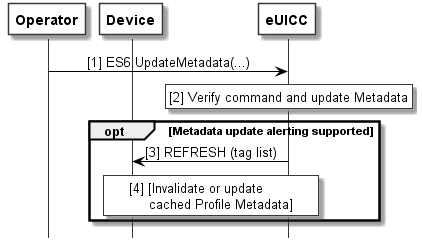 Operator Device eUICC
[1] ES6 UpdateMetadata(...)
[2] Verify command and update Metadata
opt [Metadata update alerting supported]
[3] REFRESH (tag list)
[4] [Invalidate or update
cached Profile Metadata]